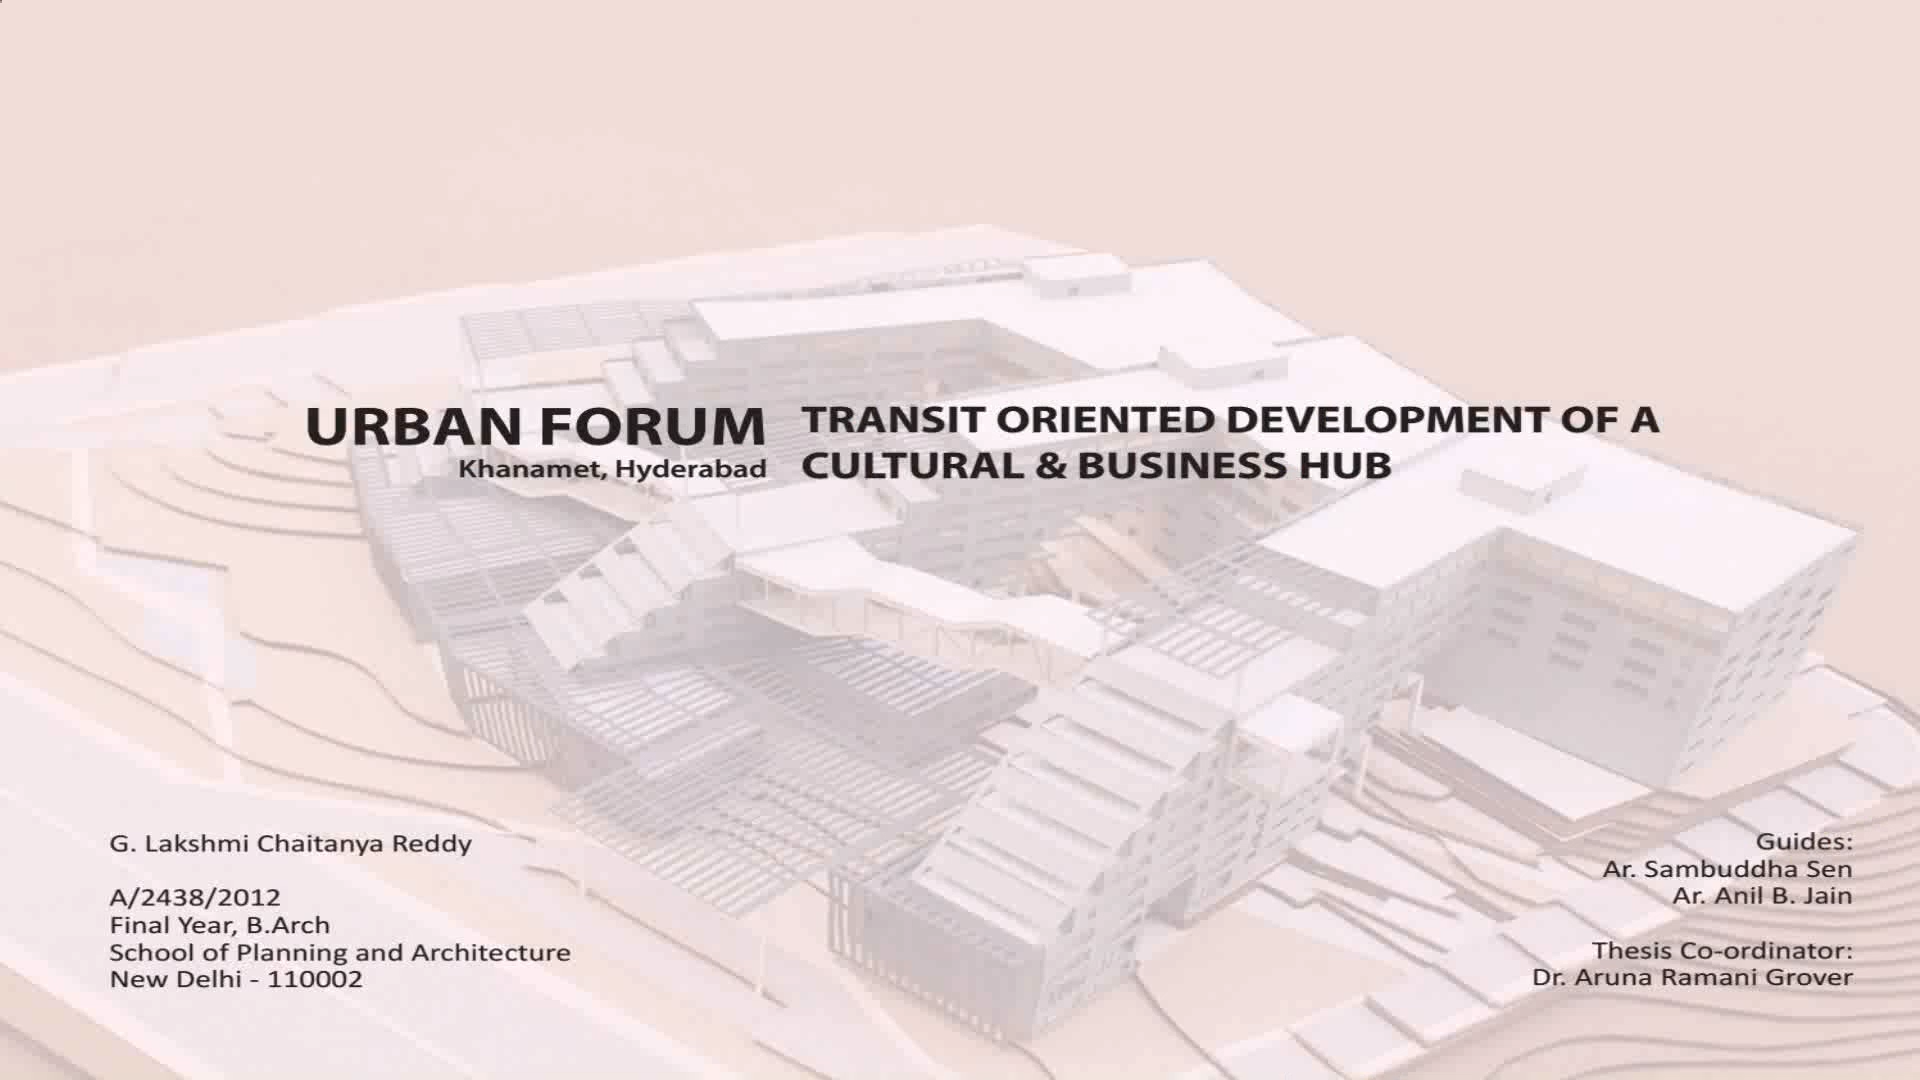 URBAN FORUM
Khanamet, Hyderabad
TRANSIT ORIENTED DEVELOPMENT OF A
CULTURAL & BUSINESS HUB
G. Lakshmi Chaitanya Reddy
A/2438/2012
Final Year, B.Arch
School of Planning and Architecture
New Delhi - 110002
Guides:
Ar. Sambuddha Sen
Ar. Anil B. Jain
Thesis Co-ordinator:
Dr. Aruna Ramani Grover